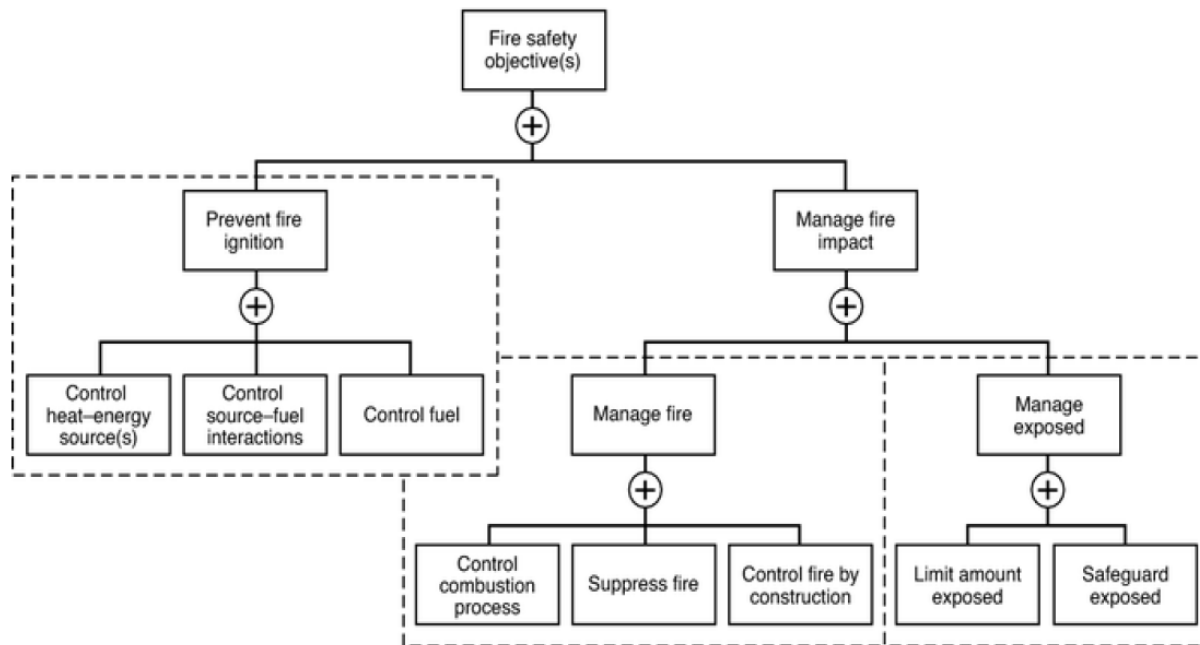 Fire safety
objective(s)
+
Prevent fire
ignition
Manage fire
impact
+
+
Control
heat–energy
source(s)
Control
source–fuel
interactions
Control fuel
Manage fire
Manage
exposed
+
+
Control
combustion
process
Suppress fire
Control fire by
construction
Limit amount
exposed
Safeguard
exposed